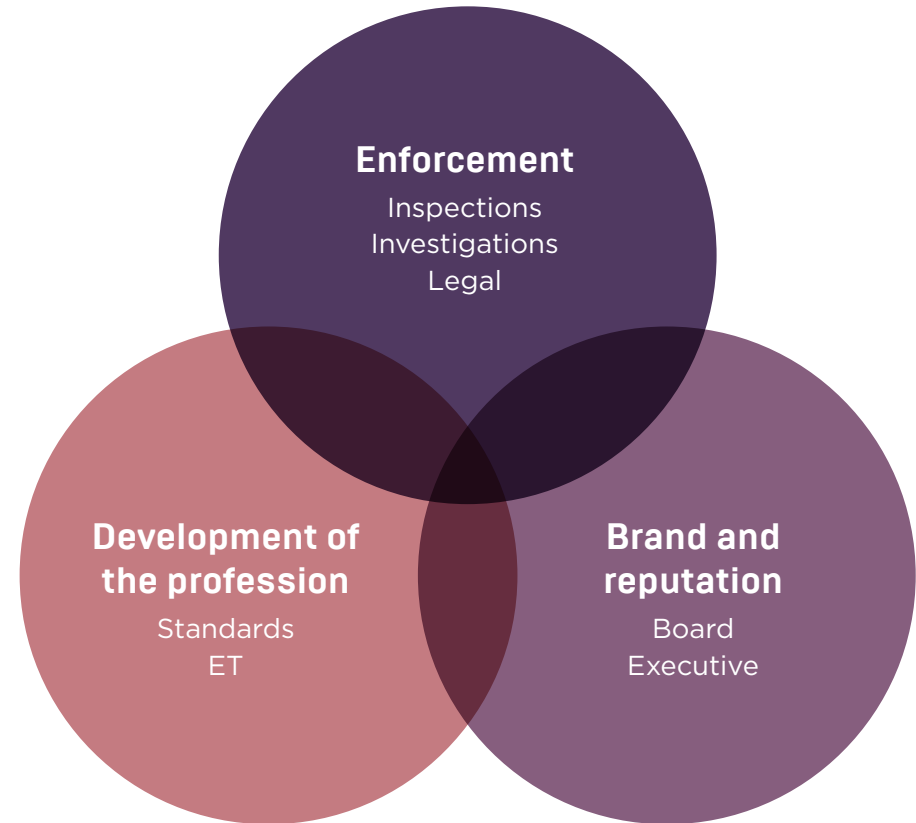 Enforcement
Inspections
Investigations
Legal
Development of
the profession
Standards
ET
Brand and
reputation
Board
Executive